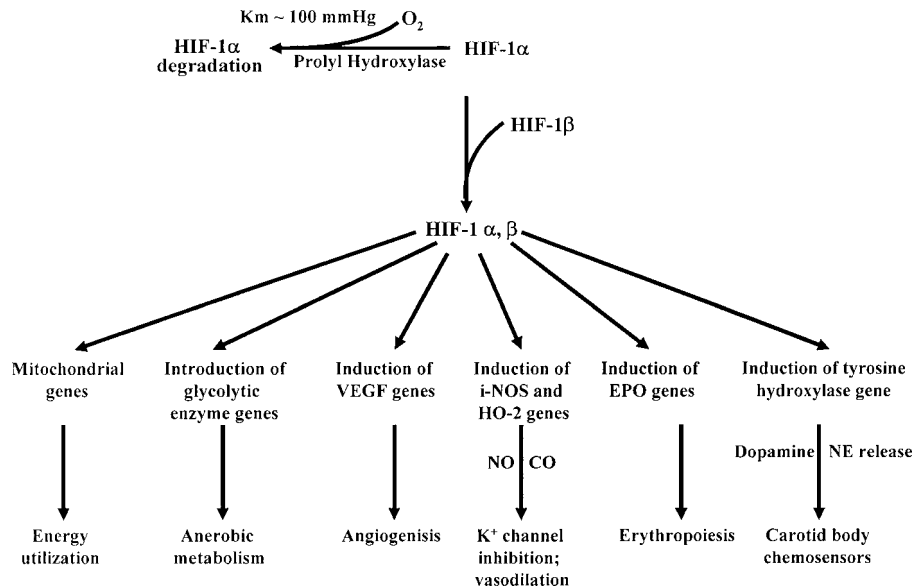 Km ~ 100 mmHg
O₂
HIF-1α
degradation
Prolyl Hydroxylase
HIF-1α
HIF-1β
HIF-1 α, β
Mitochondrial
genes
Introduction of
glycolytic
enzyme genes
Induction of
VEGF genes
Induction of
i-NOS and
HO-2 genes
Induction of
EPO genes
Induction of tyrosine
hydroxylase gene
NO
CO
Dopamine
NE release
Energy
utilization
Anerobic
metabolism
Angiogenisis
K⁺ channel
inhibition;
vasodilation
Erythropoiesis
Carotid body
chemosensors